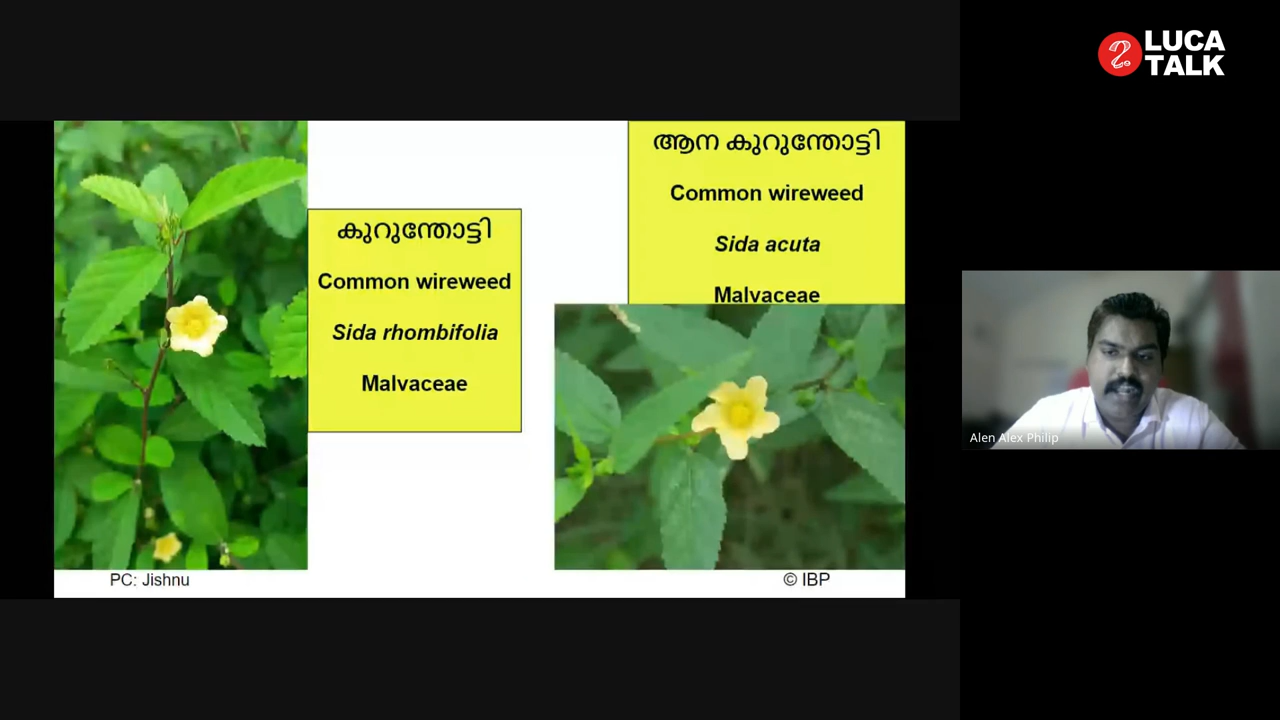 LUCA
TALK
കുറുന്തോട്ടി
Common wireweed
Sida rhombifolia
Malvaceae
ആന കുറുന്തോട്ടി
Common wireweed
Sida acuta
Malvaceae
PC: Jishnu
© IBP
Alen Alex Philip